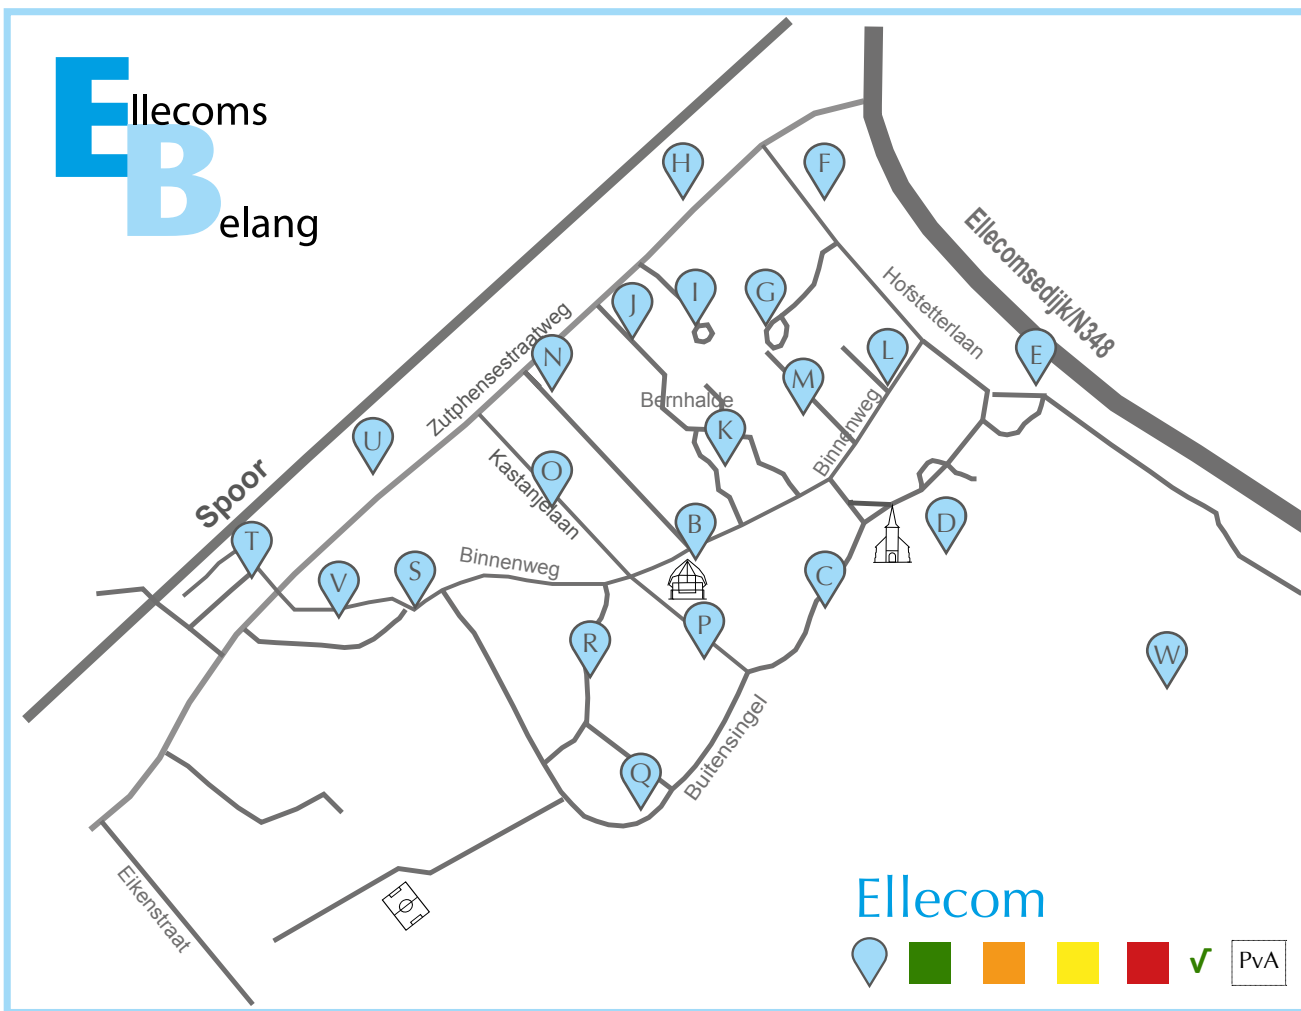 Ellecoms
Belang
H
F
Ellecomsedijk/N348
Hofstetterlaan
I
G
J
Zutphensestraatweg
N
L
E
M
Bernhalde
K
Binnenweg
U
Spoor
O
Kastanjelaan
B
D
T
Binnenweg
S
V
C
P
R
W
Buitensingel
Q
Eikenstraat
Ellecom
√
PvA